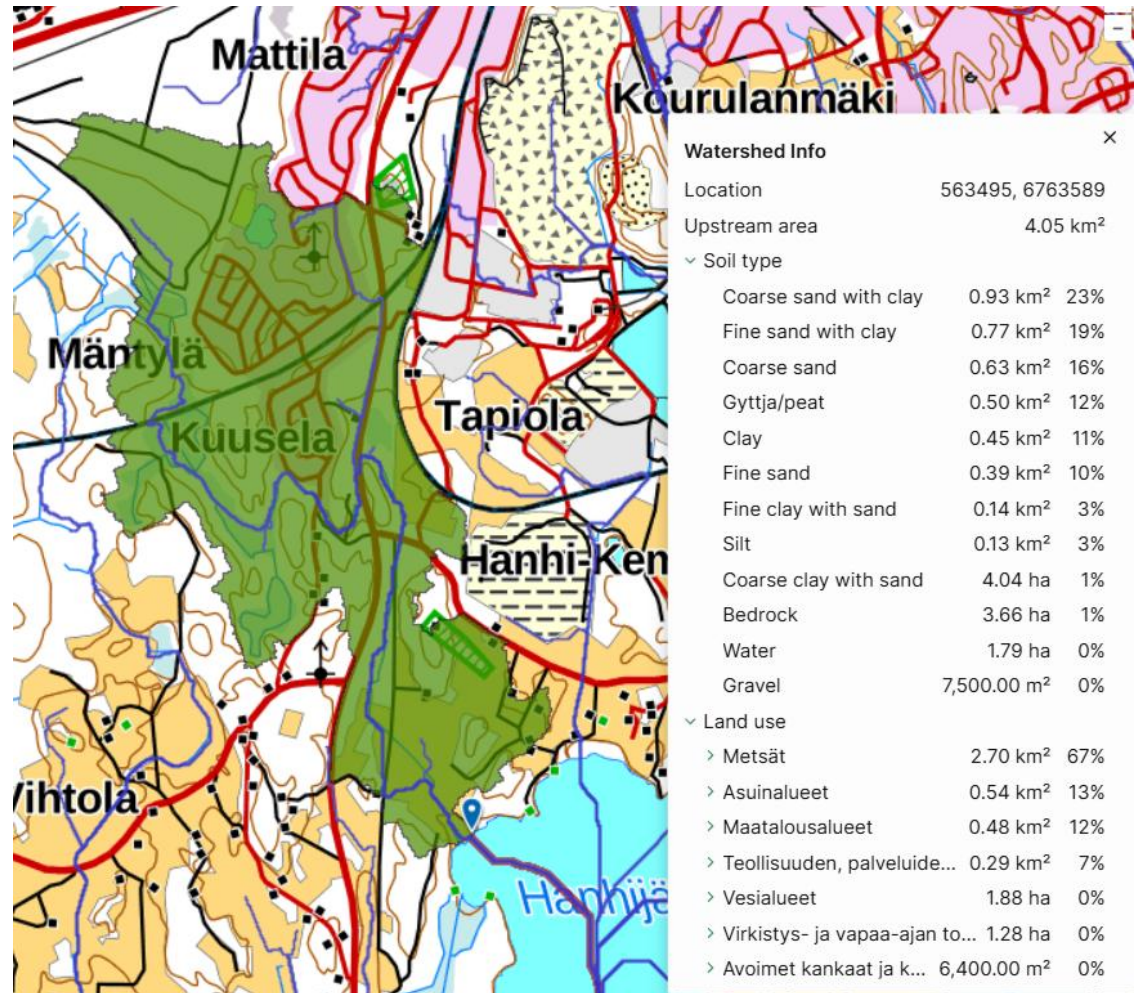 Mattila
Kourulanmäki
Mäntylä
Kuusela
Tapiola
Hanhi-Kem
Vihtola
Hanhijä
Watershed Info
Location 563495, 6763589
Upstream area 4.05 km²
Soil type
Coarse sand with clay 0.93 km² 23%
Fine sand with clay 0.77 km² 19%
Coarse sand 0.63 km² 16%
Gyttja/peat 0.50 km² 12%
Clay 0.45 km² 11%
Fine sand 0.39 km² 10%
Fine clay with sand 0.14 km² 3%
Silt 0.13 km² 3%
Coarse clay with sand 4.04 ha 1%
Bedrock 3.66 ha 1%
Water 1.79 ha 0%
Gravel 7,500.00 m² 0%
Land use
Metsät 2.70 km² 67%
Asuinalueet 0.54 km² 13%
Maatalousalueet 0.48 km² 12%
Teollisuuden, palveluide... 0.29 km² 7%
Vesialueet 1.88 ha 0%
Virkistys- ja vapaa-ajan to... 1.28 ha 0%
Avoimet kankaat ja k... 6,400.00 m² 0%